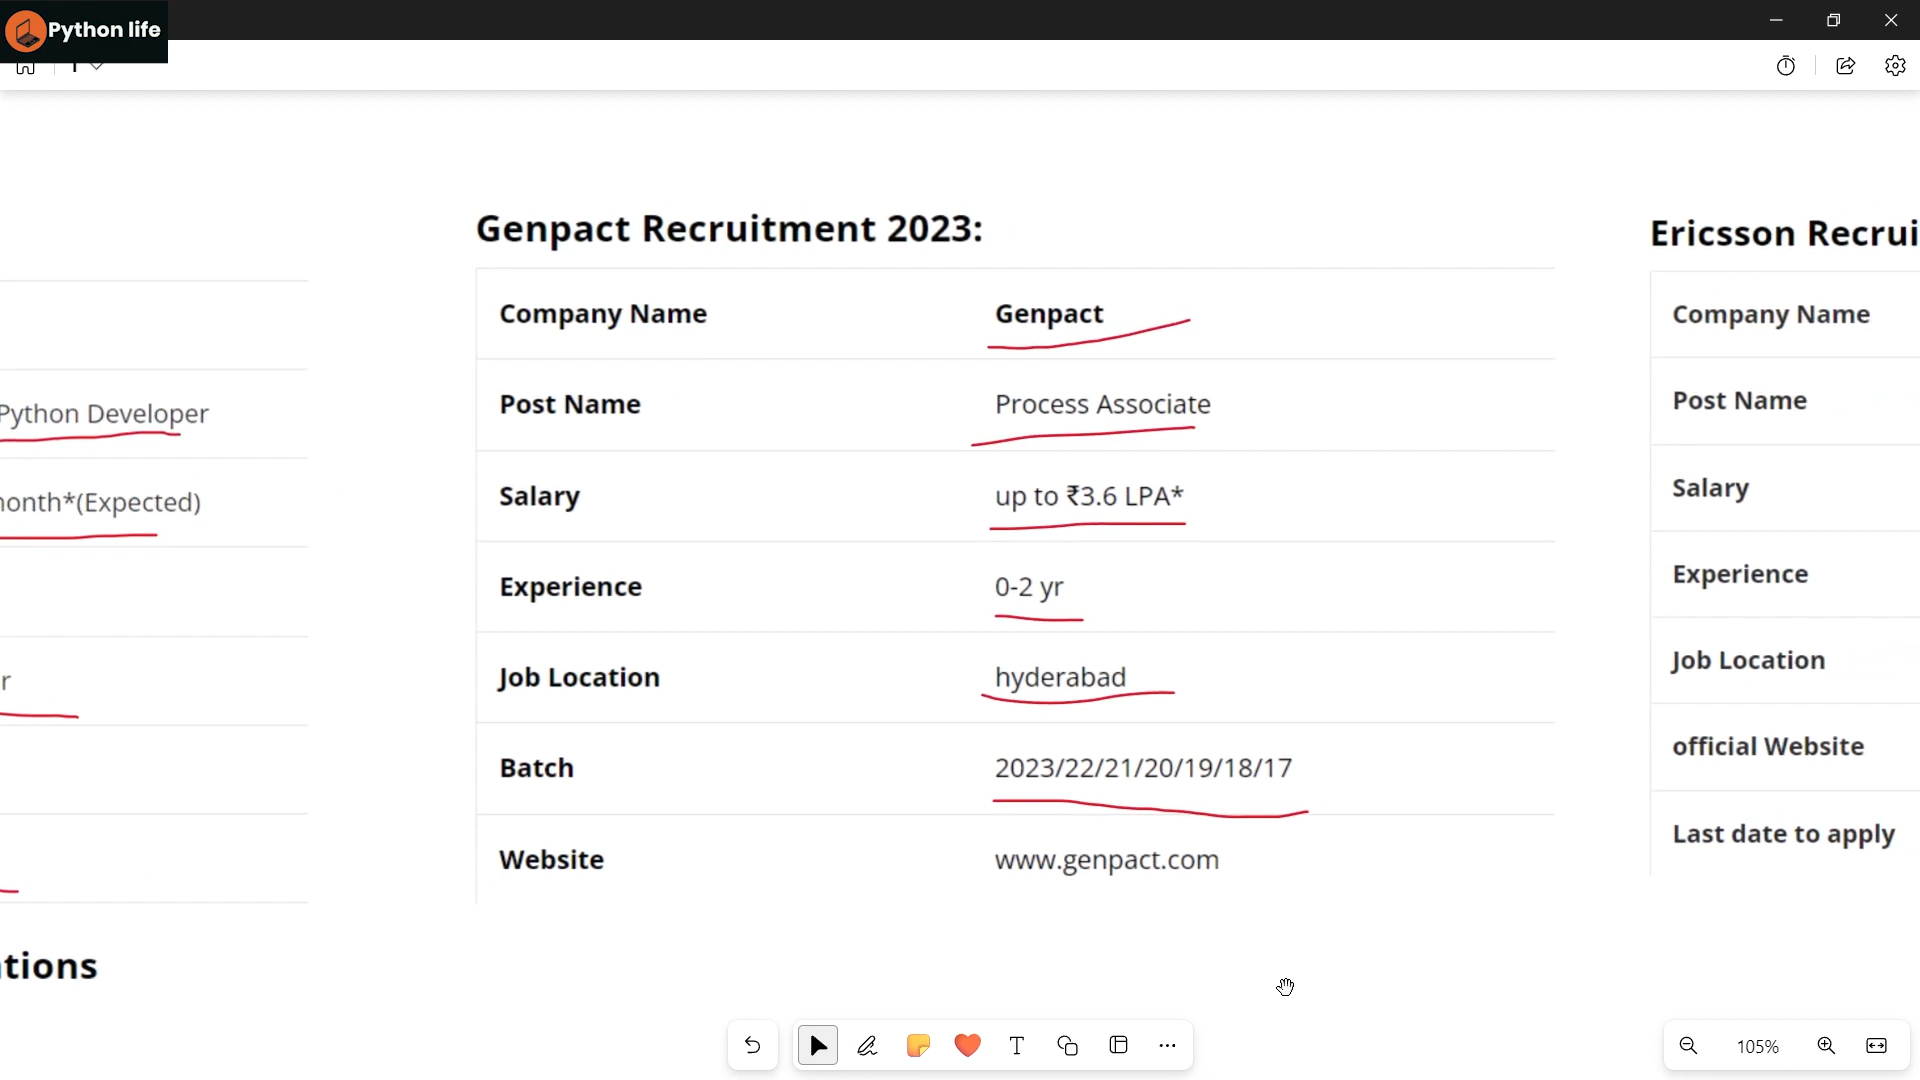 Python life
Genpact Recruitment 2023:
Company Name Genpact
Post Name Process Associate
Salary up to ₹3.6 LPA*
Experience 0-2 yr
Job Location hyderabad
Batch 2023/22/21/20/19/18/17
Website www.genpact.com
Python Developer
month*(Expected)
r
ations
Ericsson Recrui
Company Name
Post Name
Salary
Experience
Job Location
official Website
Last date to apply
105%